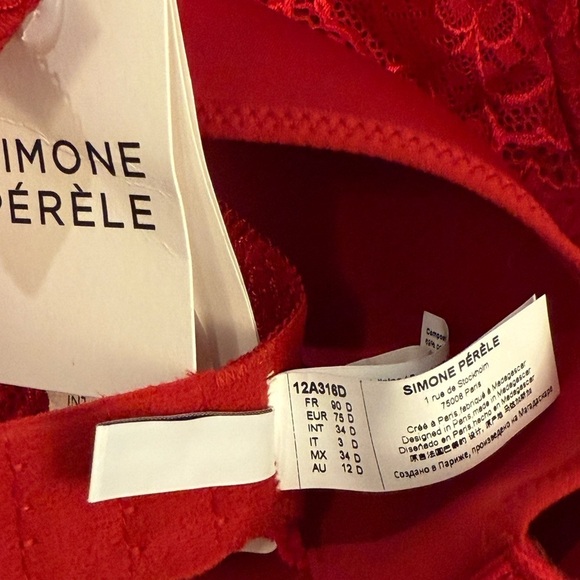 IMONE
PÉRÈLE
12A316D
FR 90 D
EUR 75 D
INT 34 D
IT 3 D
MX 34 D
AU 12 D
SIMONE PÉRÈLE
1 rue de Stockholm
75008 Paris
Créé à Paris, fabriqué à Madagascar
Designed in Paris, made in Madagascar
Diseñado en Paris, hecho en Madagascar
Создано в Париже, произведено на Мадагаскаре
INT